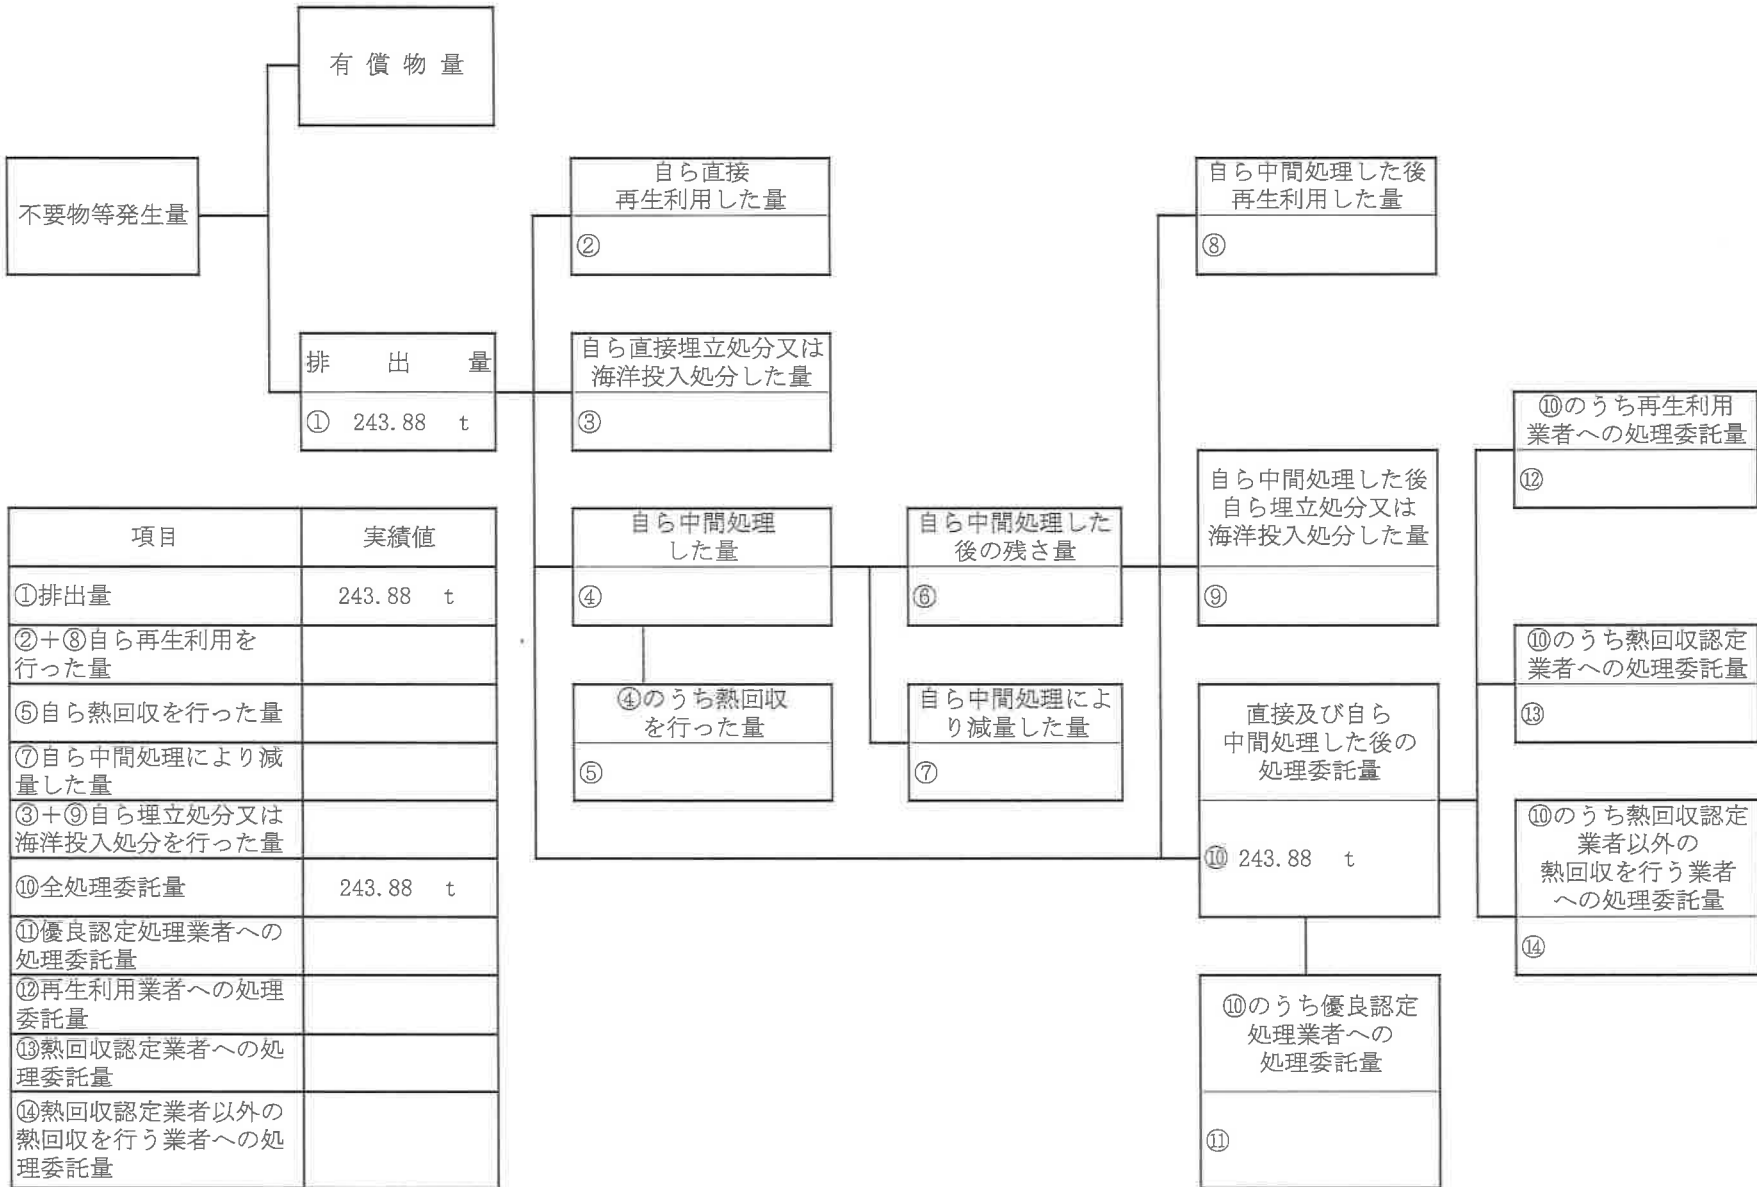 有 償 物 量
不要物等発生量
自ら直接
再生利用した量
②
自ら中間処理した後
再生利用した量
⑧
排 出 量
① 243.88 t
自ら直接埋立処分又は
海洋投入処分した量
③
⑩のうち再生利用
業者への処理委託量
⑫
自ら中間処理した後
自ら埋立処分又は
海洋投入処分した量
⑨
自ら中間処理
した量
④
自ら中間処理した
後の残さ量
⑥
⑩のうち熱回収認定
業者への処理委託量
⑬
④のうち熱回収
を行った量
⑤
自ら中間処理によ
り減量した量
⑦
直接及び自ら
中間処理した後の
処理委託量
⑩ 243.88 t
⑩のうち熱回収認定
業者以外の
熱回収を行う業者
への処理委託量
⑭
⑩のうち優良認定
処理業者への
処理委託量
⑪
項目 実績値
①排出量 243.88 t
②＋⑧自ら再生利用を
行った量
⑤自ら熱回収を行った量
⑦自ら中間処理により減
量した量
③＋⑨自ら埋立処分又は
海洋投入処分を行った量
⑩全処理委託量 243.88 t
⑪優良認定処理業者への
処理委託量
⑫再生利用業者への処理
委託量
⑬熱回収認定業者への処
理委託量
⑭熱回収認定業者以外の
熱回収を行う業者への処
理委託量